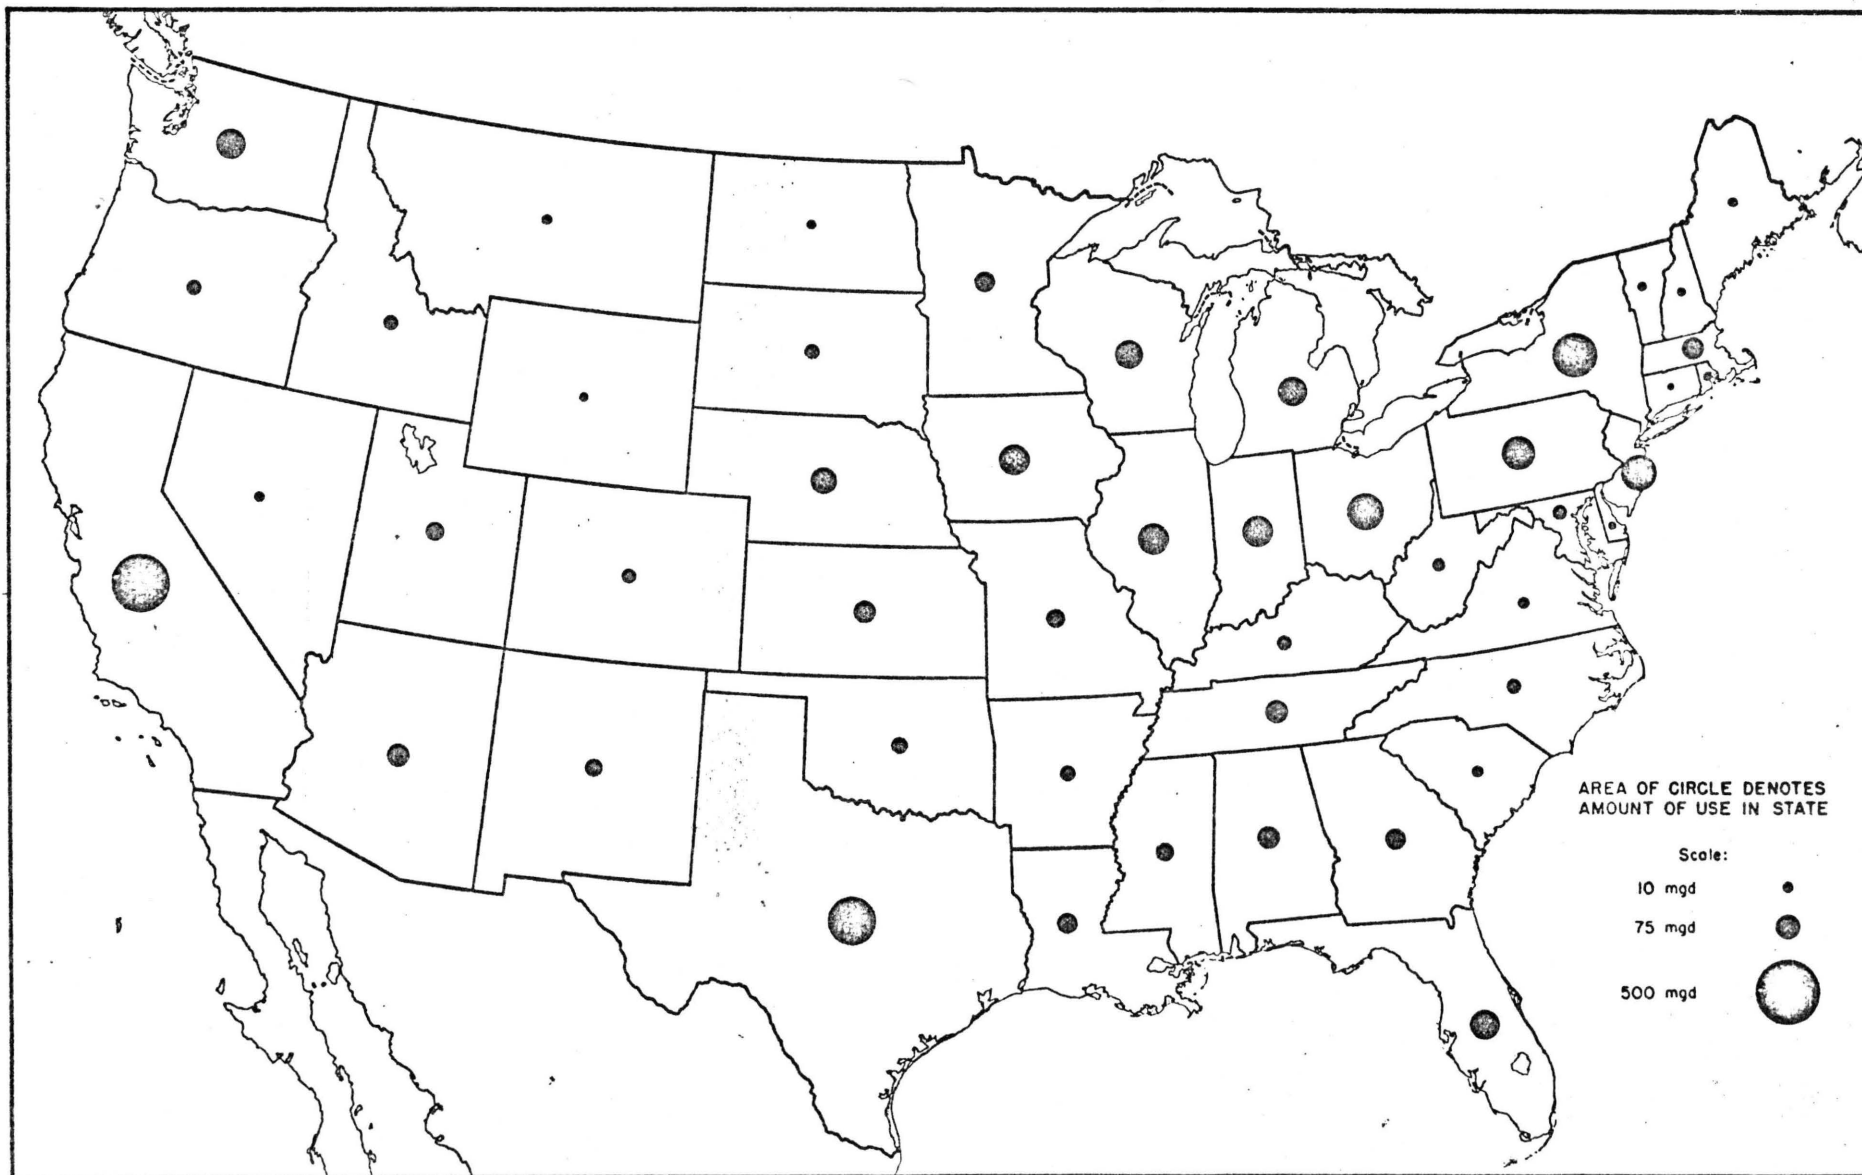 AREA OF CIRCLE DENOTES
AMOUNT OF USE IN STATE
Scale:
10 mgd
75 mgd
500 mgd